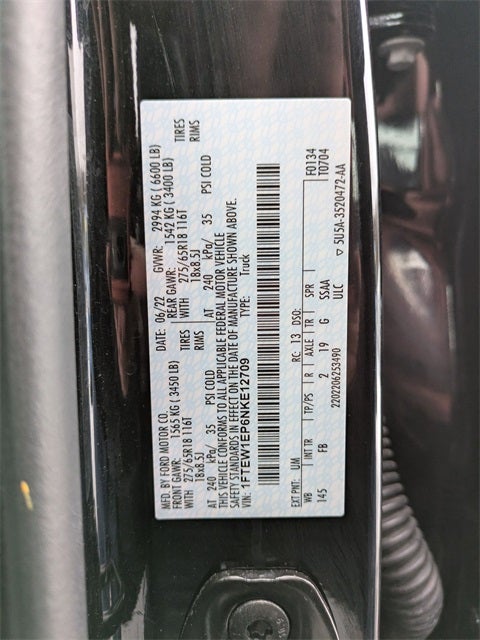 MFD. BY FORD MOTOR CO.
DATE: 06/22 GVWR: 2994 KG ( 6600 LB)
FRONT GAWR: 1565 KG ( 3450 LB) REAR GAWR: 1542 KG ( 3400 LB)
WITH 275/65R18 116T TIRES 275/65R18 116T TIRES
18x8.5J RIMS 18x8.5J RIMS
AT 240 kPa/ 35 PSI COLD AT 240 kPa/ 35 PSI COLD
THIS VEHICLE CONFORMS TO ALL APPLICABLE FEDERAL MOTOR VEHICLE
SAFETY STANDARDS IN EFFECT ON THE DATE OF MANUFACTURE SHOWN ABOVE.
VIN: 1FTEW1EP6NKE12709 TYPE: Truck
F0134
EXT PNT: UM RC: 13 DSO: T0704
WB INT TR TP/PS R AXLE TR SPR
145 FB 2 19 G SSAA ▽ 5U5A-3520472-AA
2202206253490 ULC